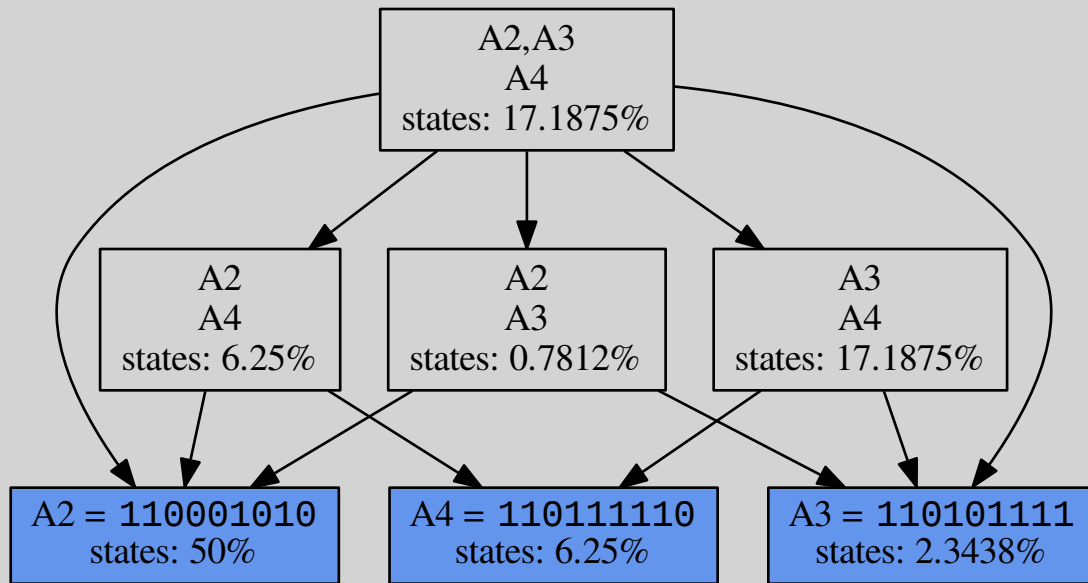 A2,A3
A4
states: 17.1875%
A2
A4
states: 6.25%
A2
A3
states: 0.7812%
A3
A4
states: 17.1875%
A2 = 110001010
states: 50%
A4 = 110111110
states: 6.25%
A3 = 110101111
states: 2.3438%